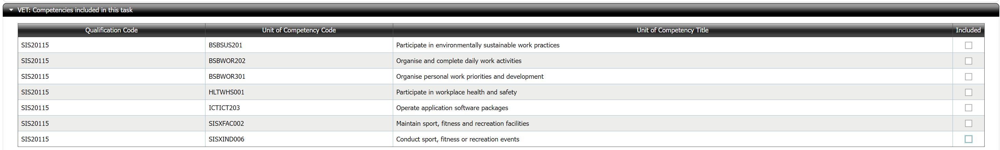 VET: Competencies included in this task
Qualification Code Unit of Competency Code Unit of Competency Title Included
SIS20115 BSBSUS201 Participate in environmentally sustainable work practices
SIS20115 BSBWOR202 Organise and complete daily work activities
SIS20115 BSBWOR301 Organise personal work priorities and development
SIS20115 HLTWHS001 Participate in workplace health and safety
SIS20115 ICTICT203 Operate application software packages
SIS20115 SISXFAC002 Maintain sport, fitness and recreation facilities
SIS20115 SISXIND006 Conduct sport, fitness or recreation events